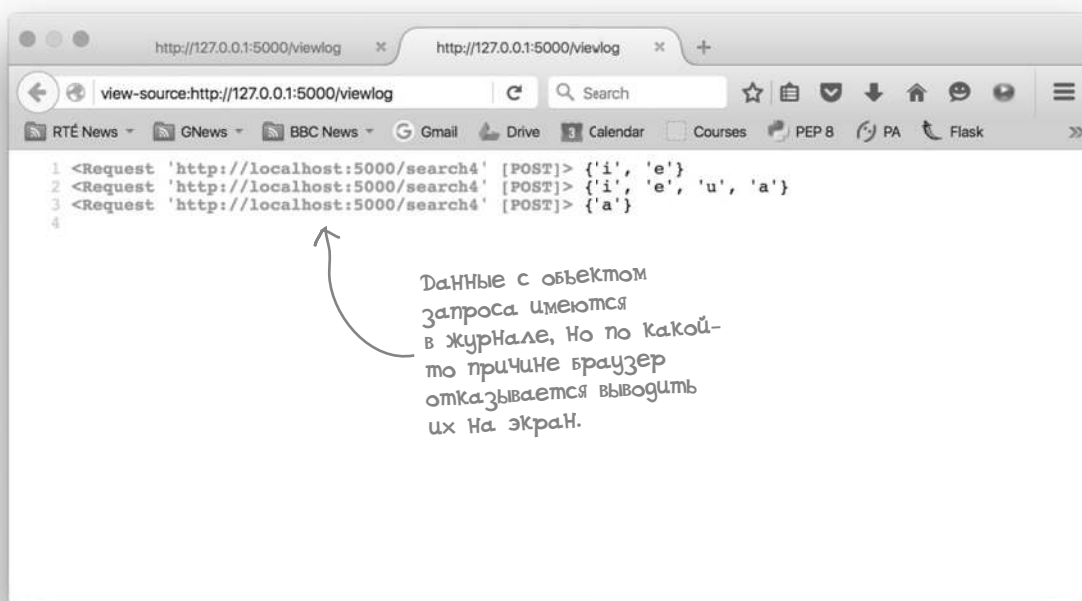 http://127.0.0.1:5000/viewlog × http://127.0.0.1:5000/viewlog × +
view-source:http://127.0.0.1:5000/viewlog Search
RTÉ News GNews BBC News Gmail Drive Calendar Courses PEP 8 PA Flask »
1 <Request 'http://localhost:5000/search4' [POST]> {'i', 'e'}
2 <Request 'http://localhost:5000/search4' [POST]> {'i', 'e', 'u', 'a'}
3 <Request 'http://localhost:5000/search4' [POST]> {'a'}
4
Данные с объектом
запроса имеются
в журнале, но по какой-
то причине браузер
отказывается выводить
их на экран.